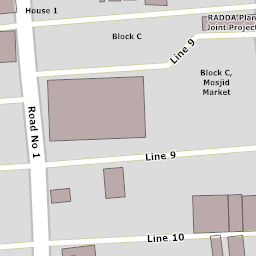 House 1
RADDA Plan
Joint Project
Block C
Line 9
Block C,
Mosjid
Market
Road No 1
Line 9
Line 10